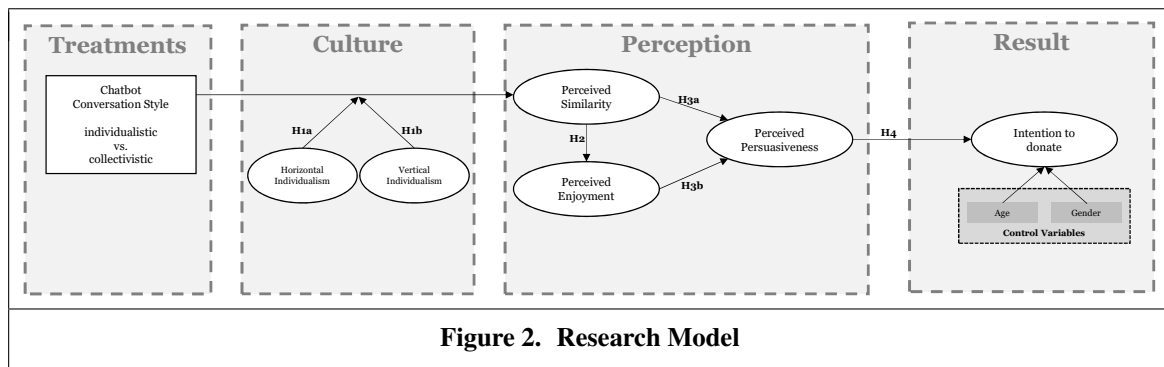 Treatments
Culture
Perception
Result
Chatbot
Conversation Style
individualistic
vs.
collectivistic
H1a
H1b
Horizontal
Individualism
Vertical
Individualism
Perceived
Similarity
H2
Perceived
Enjoyment
H3a
H3b
Perceived
Persuasiveness
H4
Intention to
donate
Age
Gender
Control Variables
Figure 2. Research Model